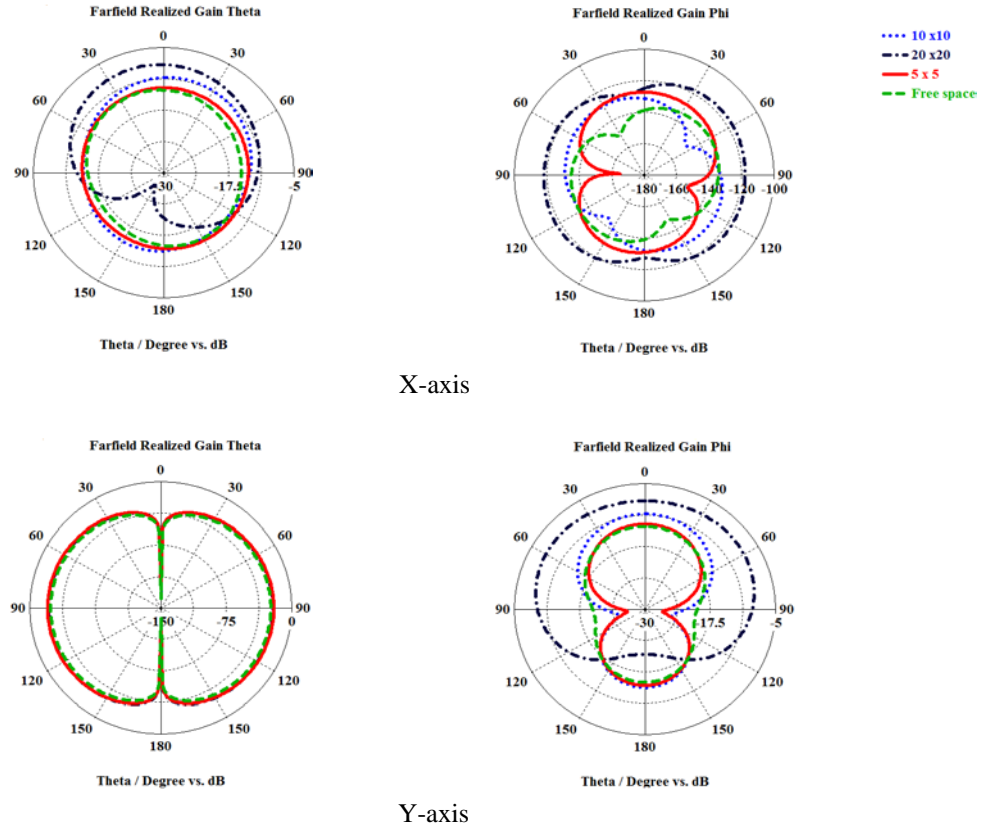 Farfield Realized Gain Theta
0
30 30
60 60
90 30 -17.5 90
-5
120 120
150 150
180
Theta / Degree vs. dB
Farfield Realized Gain Phi
0
30 30
60 60
90 -180 -160 -140 -120 -100 90
120 120
150 150
180
Theta / Degree vs. dB
10 x10
20 x20
5 x 5
Free space
X-axis
Farfield Realized Gain Theta
0
30 30
60 60
90 -150 -75 0 90
120 120
150 150
180
Theta / Degree vs. dB
Farfield Realized Gain Phi
0
30 30
60 60
90 -30 -17.5 -5 90
120 120
150 150
180
Theta / Degree vs. dB
Y-axis